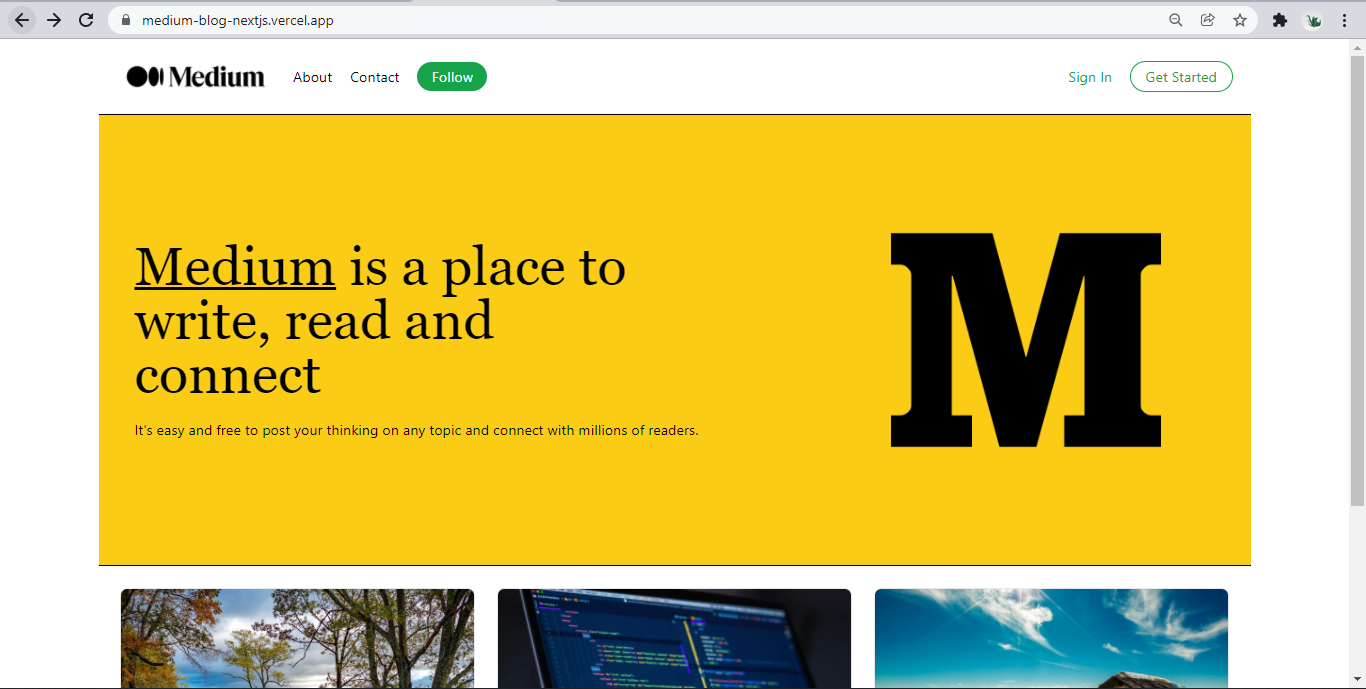 medium-blog-nextjs.vercel.app
Medium About Contact Follow Sign In Get Started
Medium is a place to
write, read and
connect
It's easy and free to post your thinking on any topic and connect with millions of readers.
M